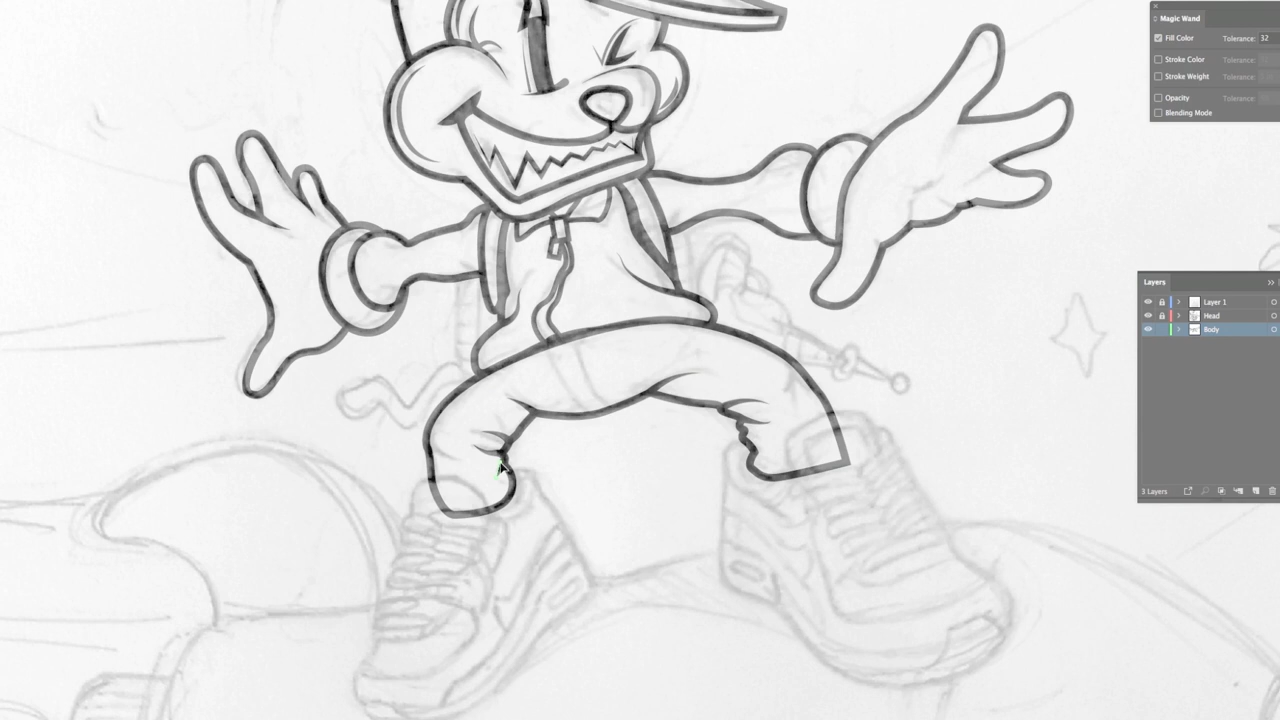 Magic Wand
Fill Color Tolerance: 32
Stroke Color Tolerance:
Stroke Weight Tolerance:
Opacity Tolerance:
Blending Mode
Layers
Layer 1
Head
Body
3 Layers